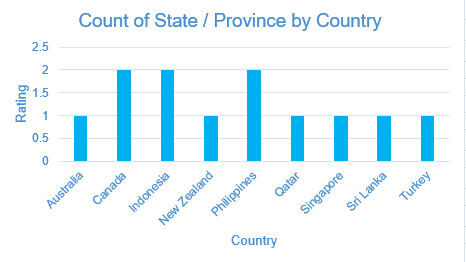 Count of State / Province by Country
2.5
2
1.5
1
0.5
0
Rating
Australia
Canada
Indonesia
New Zealand
Philippines
Qatar
Singapore
Sri Lanka
Turkey
Country